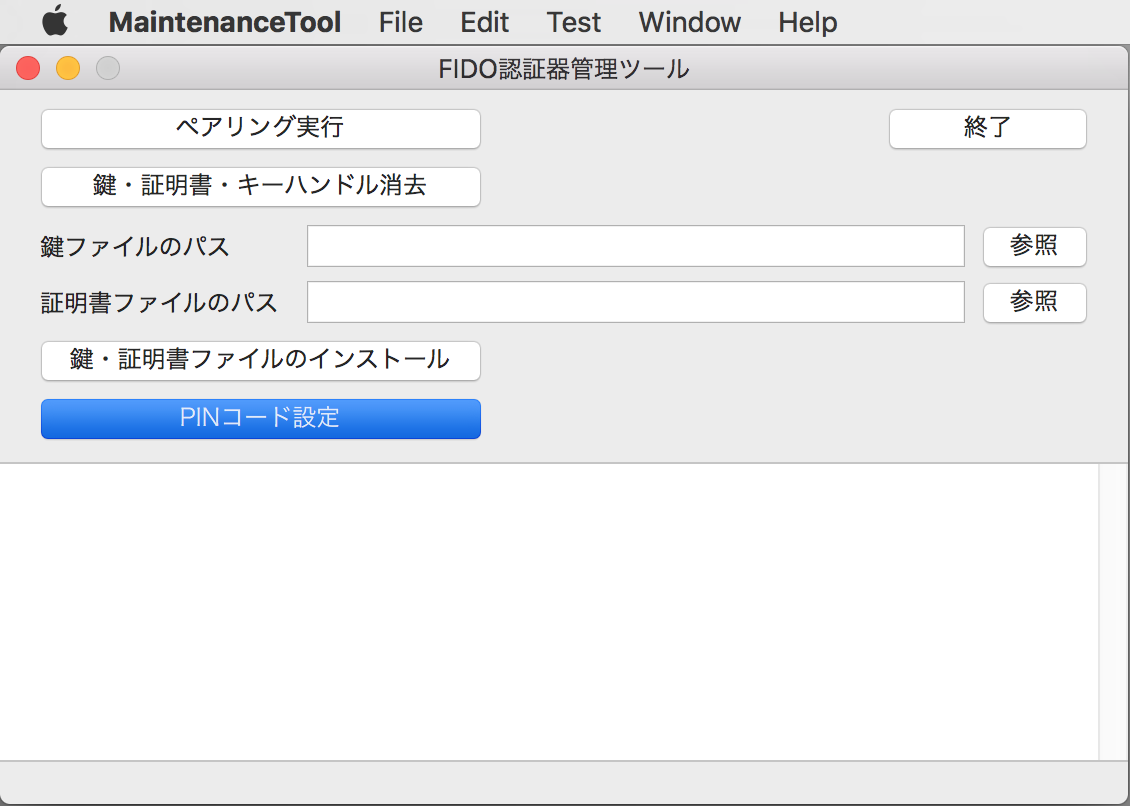 MaintenanceTool File Edit Test Window Help
FIDO認証器管理ツール
ペアリング実行 終了
鍵・証明書・キーハンドル消去
鍵ファイルのパス 参照
証明書ファイルのパス 参照
鍵・証明書ファイルのインストール
PINコード設定